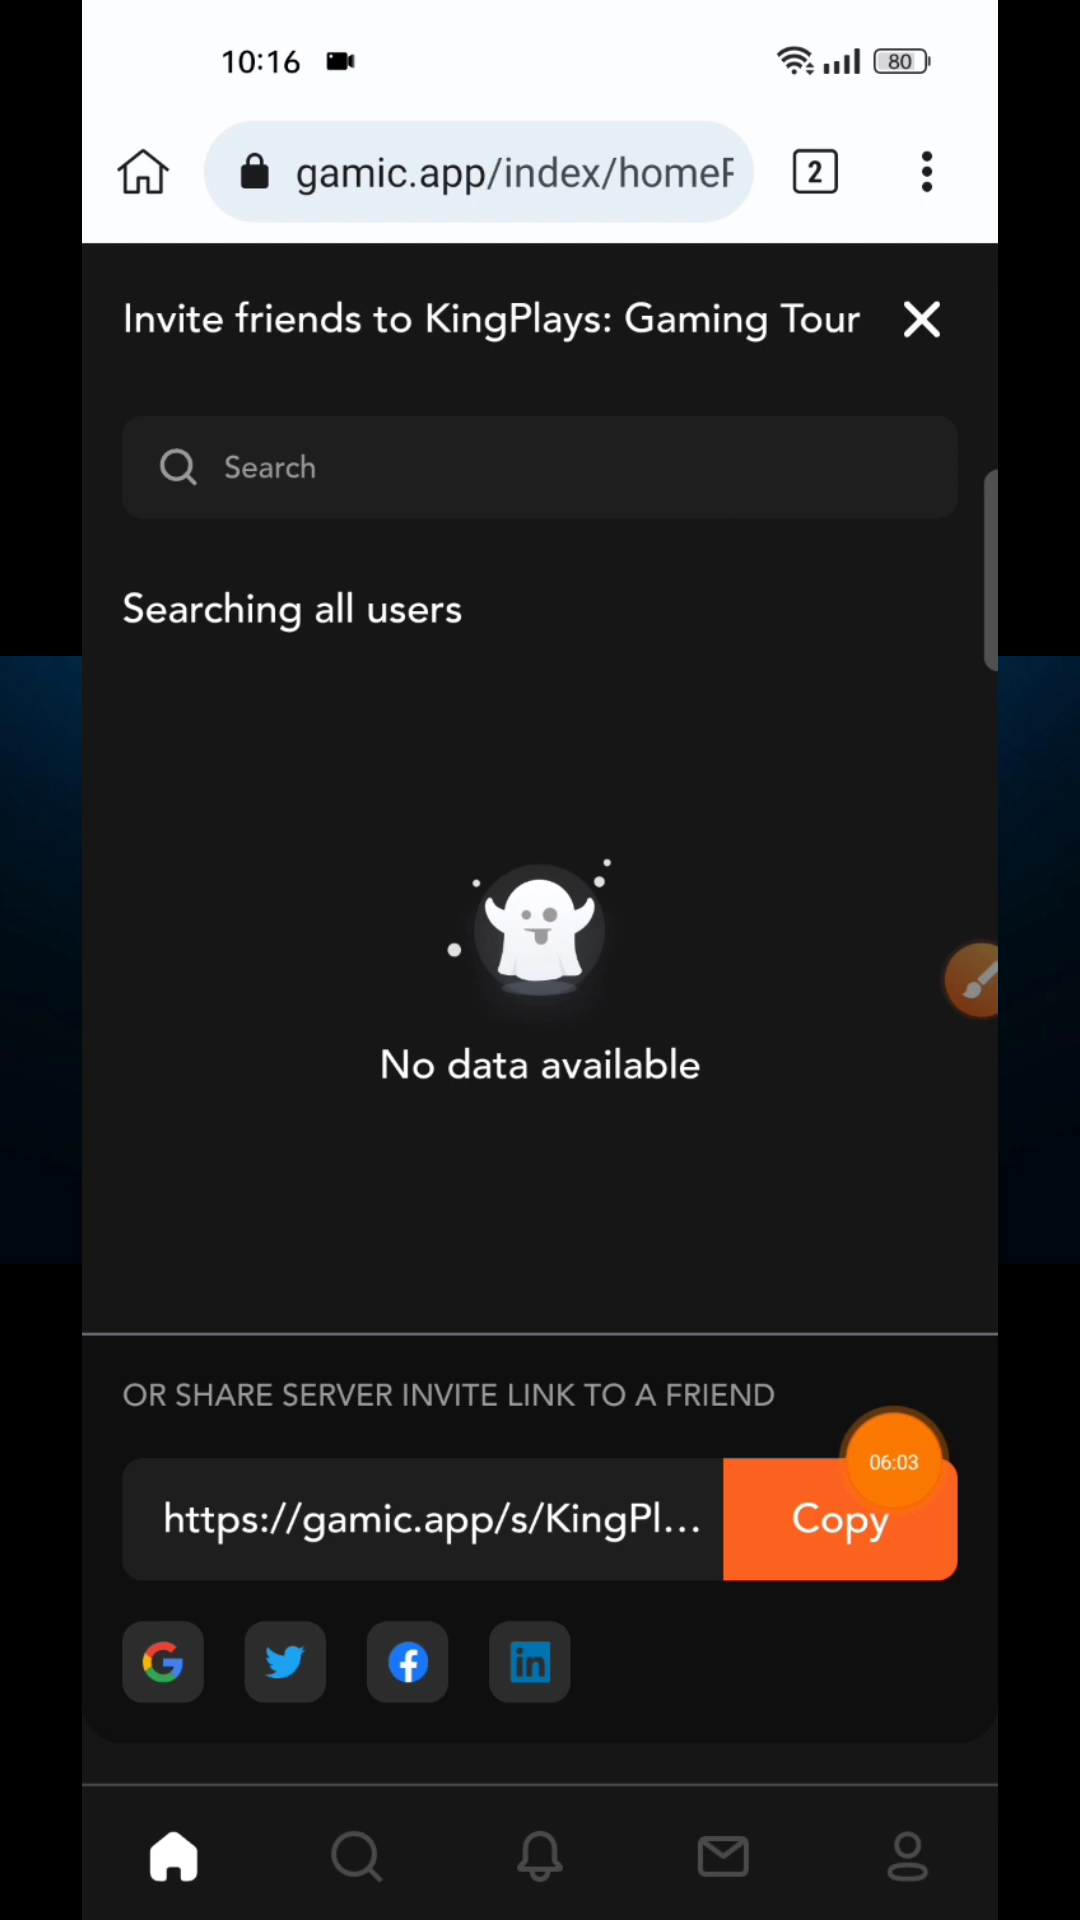 10:16
80
gamic.app/index/homeF
2
Invite friends to KingPlays: Gaming Tour
Search
Searching all users
No data available
OR SHARE SERVER INVITE LINK TO A FRIEND
06:03
https://gamic.app/s/KingPl...
Copy